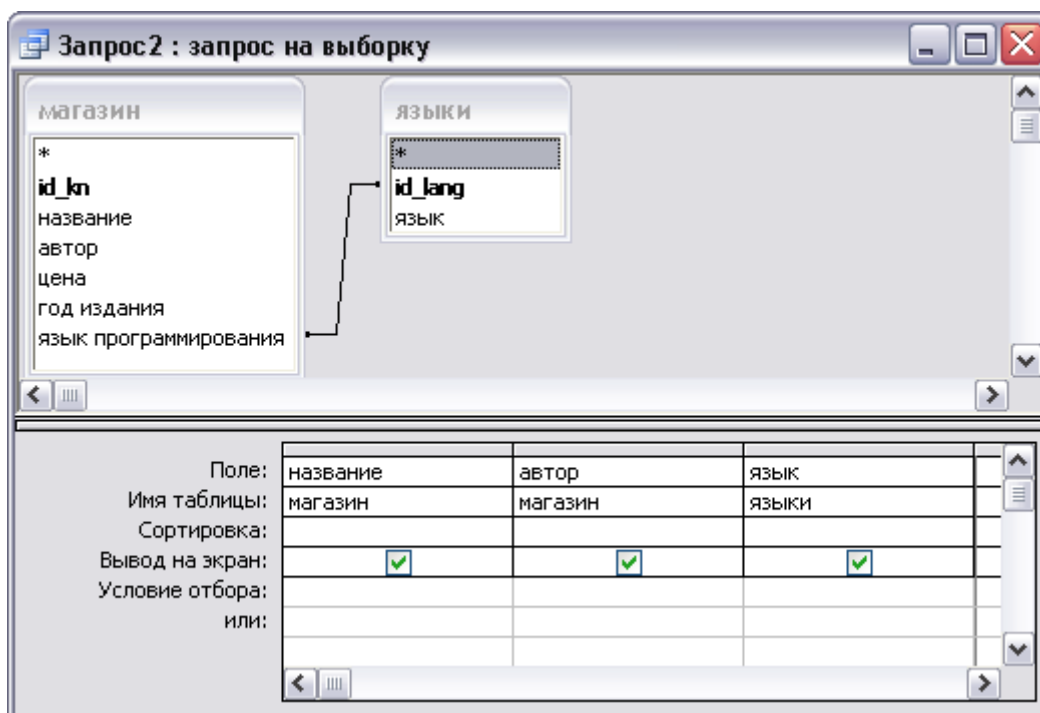 Запрос2 : запрос на выборку
магазин
*
id_kn
название
автор
цена
год издания
язык программирования
языки
*
id_lang
язык
Поле: название автор язык
Имя таблицы: магазин магазин языки
Сортировка:
Вывод на экран:
Условие отбора:
или: